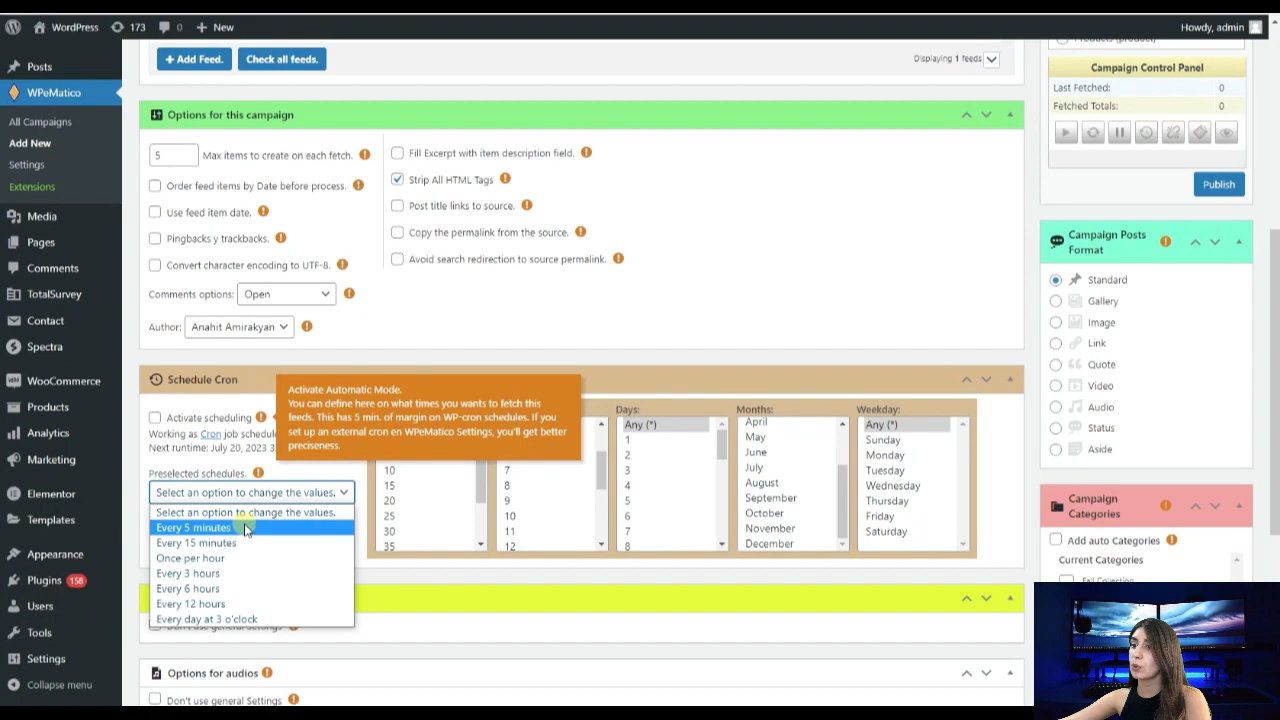 WordPress 173 0 + New
Howdy, admin
Posts
WPeMatico
All Campaigns
Add New
Settings
Extensions
Media
Pages
Comments
TotalSurvey
Contact
Spectra
WooCommerce
Products
Analytics
Marketing
Elementor
Templates
Appearance
Plugins 158
Users
Tools
Settings
Collapse menu
+ Add Feed. Check all feeds.
Displaying 1 feeds
Options for this campaign
5 Max items to create on each fetch.
Order feed items by Date before process.
Use feed item date.
Pingbacks y trackbacks.
Convert character encoding to UTF-8.
Comments options: Open
Author: Anahit Amirakyan
Fill Excerpt with item description field.
Strip All HTML Tags
Post title links to source.
Copy the permalink from the source.
Avoid search redirection to source permalink.
Schedule Cron
Activate scheduling
Working as Cron job schedule
Next runtime: July 20, 2023 3
Preselected schedules.
Select an option to change the values.
Select an option to change the values.
Every 5 minutes
Every 15 minutes
Once per hour
Every 3 hours
Every 6 hours
Every 12 hours
Every day at 3 o'clock
Activate Automatic Mode.
You can define here on what times you wants to fetch this
feeds. This has 5 min. of margin on WP-cron schedules. If you
set up an external cron en WPeMatico Settings, you'll get better
preciseness.
10
15
20
25
30
35
7
8
9
10
11
12
Days:
Any (*)
1
2
3
4
5
6
7
8
Months:
April
May
June
July
August
September
October
November
December
Weekday:
Any (*)
Sunday
Monday
Tuesday
Wednesday
Thursday
Friday
Saturday
Don't use general Settings
Options for audios
Don't use general Settings
Products (product)
Campaign Control Panel
Last Fetched: 0
Fetched Totals: 0
Publish
Campaign Posts
Format
Standard
Gallery
Image
Link
Quote
Video
Audio
Status
Aside
Campaign
Categories
Add auto Categories
Current Categories
Fall Collection